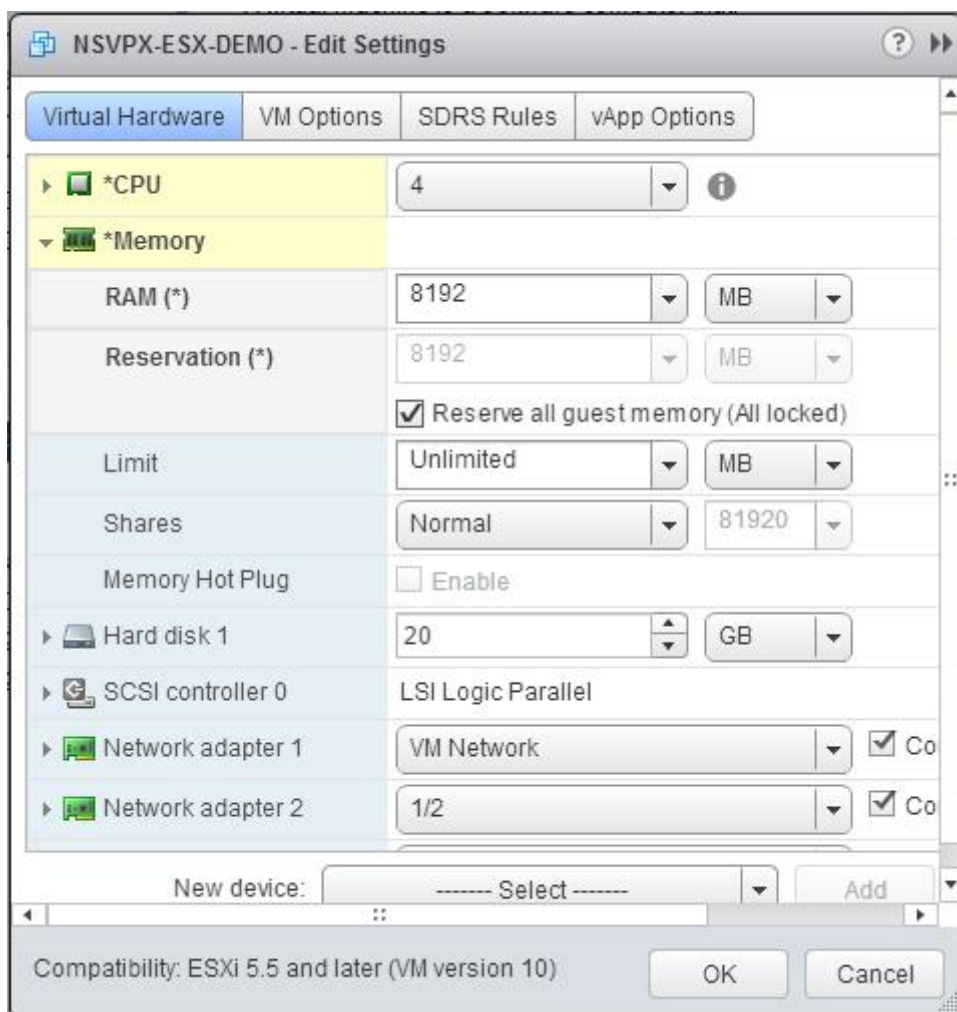 NSVPX-ESX-DEMO - Edit Settings ?
Virtual Hardware VM Options SDRS Rules vApp Options
*CPU 4
*Memory
RAM (*) 8192 MB
Reservation (*) 8192 MB
Reserve all guest memory (All locked)
Limit Unlimited MB
Shares Normal 81920
Memory Hot Plug Enable
Hard disk 1 20 GB
SCSI controller 0 LSI Logic Parallel
Network adapter 1 VM Network Co
Network adapter 2 1/2 Co
New device: ------- Select ------- Add
Compatibility: ESXi 5.5 and later (VM version 10) OK Cancel